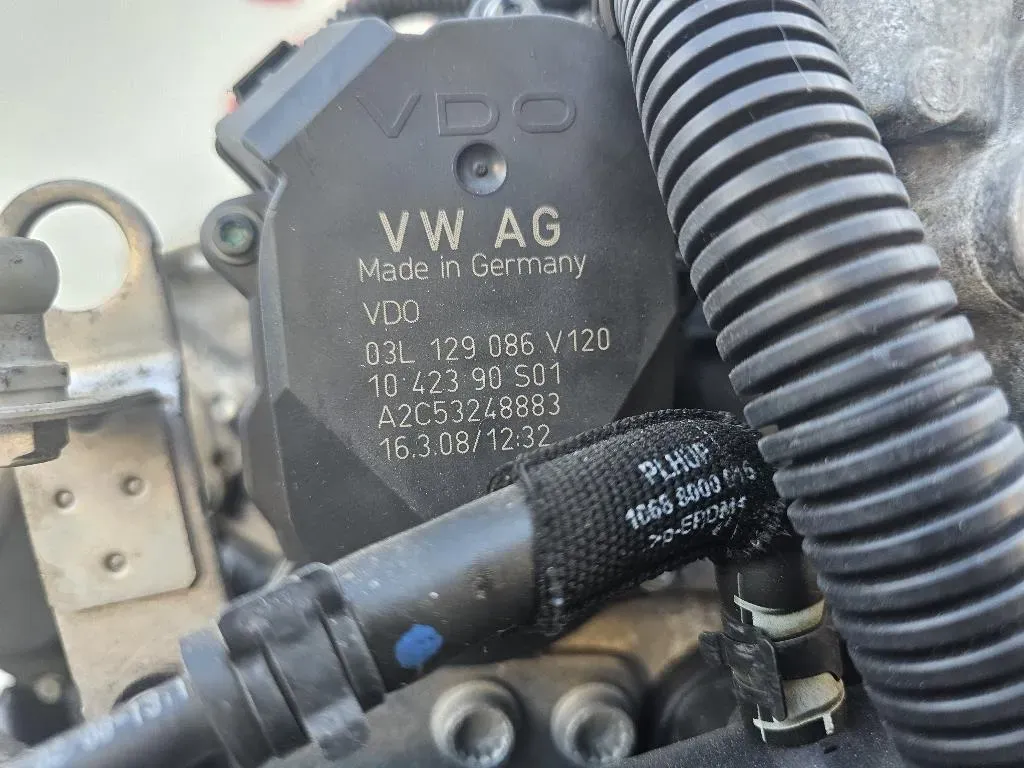 VDO
VW AG
Made in Germany
VDO
03L 129 086 V120
10 423 90 S01
A2C53248883
16.3.08/12:32
PLHUP